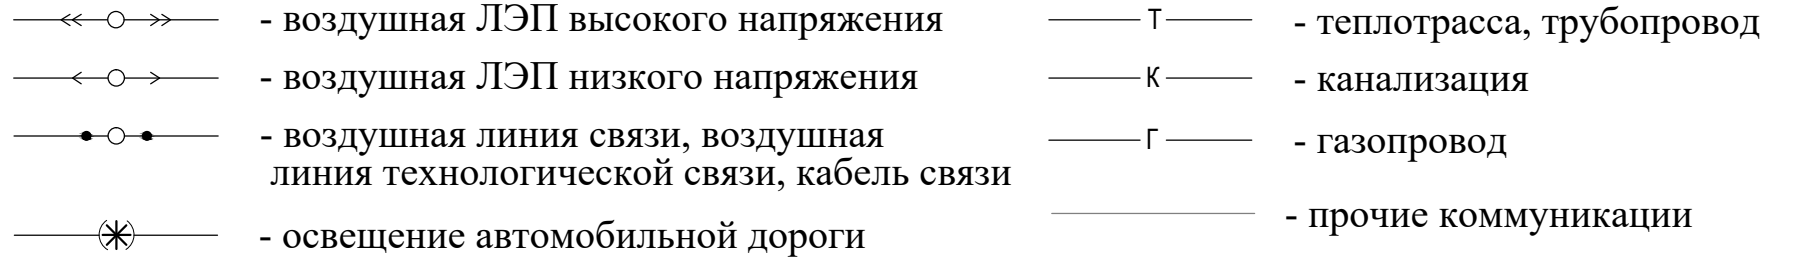 - воздушная ЛЭП высокого напряжения
- воздушная ЛЭП низкого напряжения
- воздушная линия связи, воздушная
линия технологической связи, кабель связи
- освещение автомобильной дороги
Т - теплотрасса, трубопровод
К - канализация
Г - газопровод
- прочие коммуникации